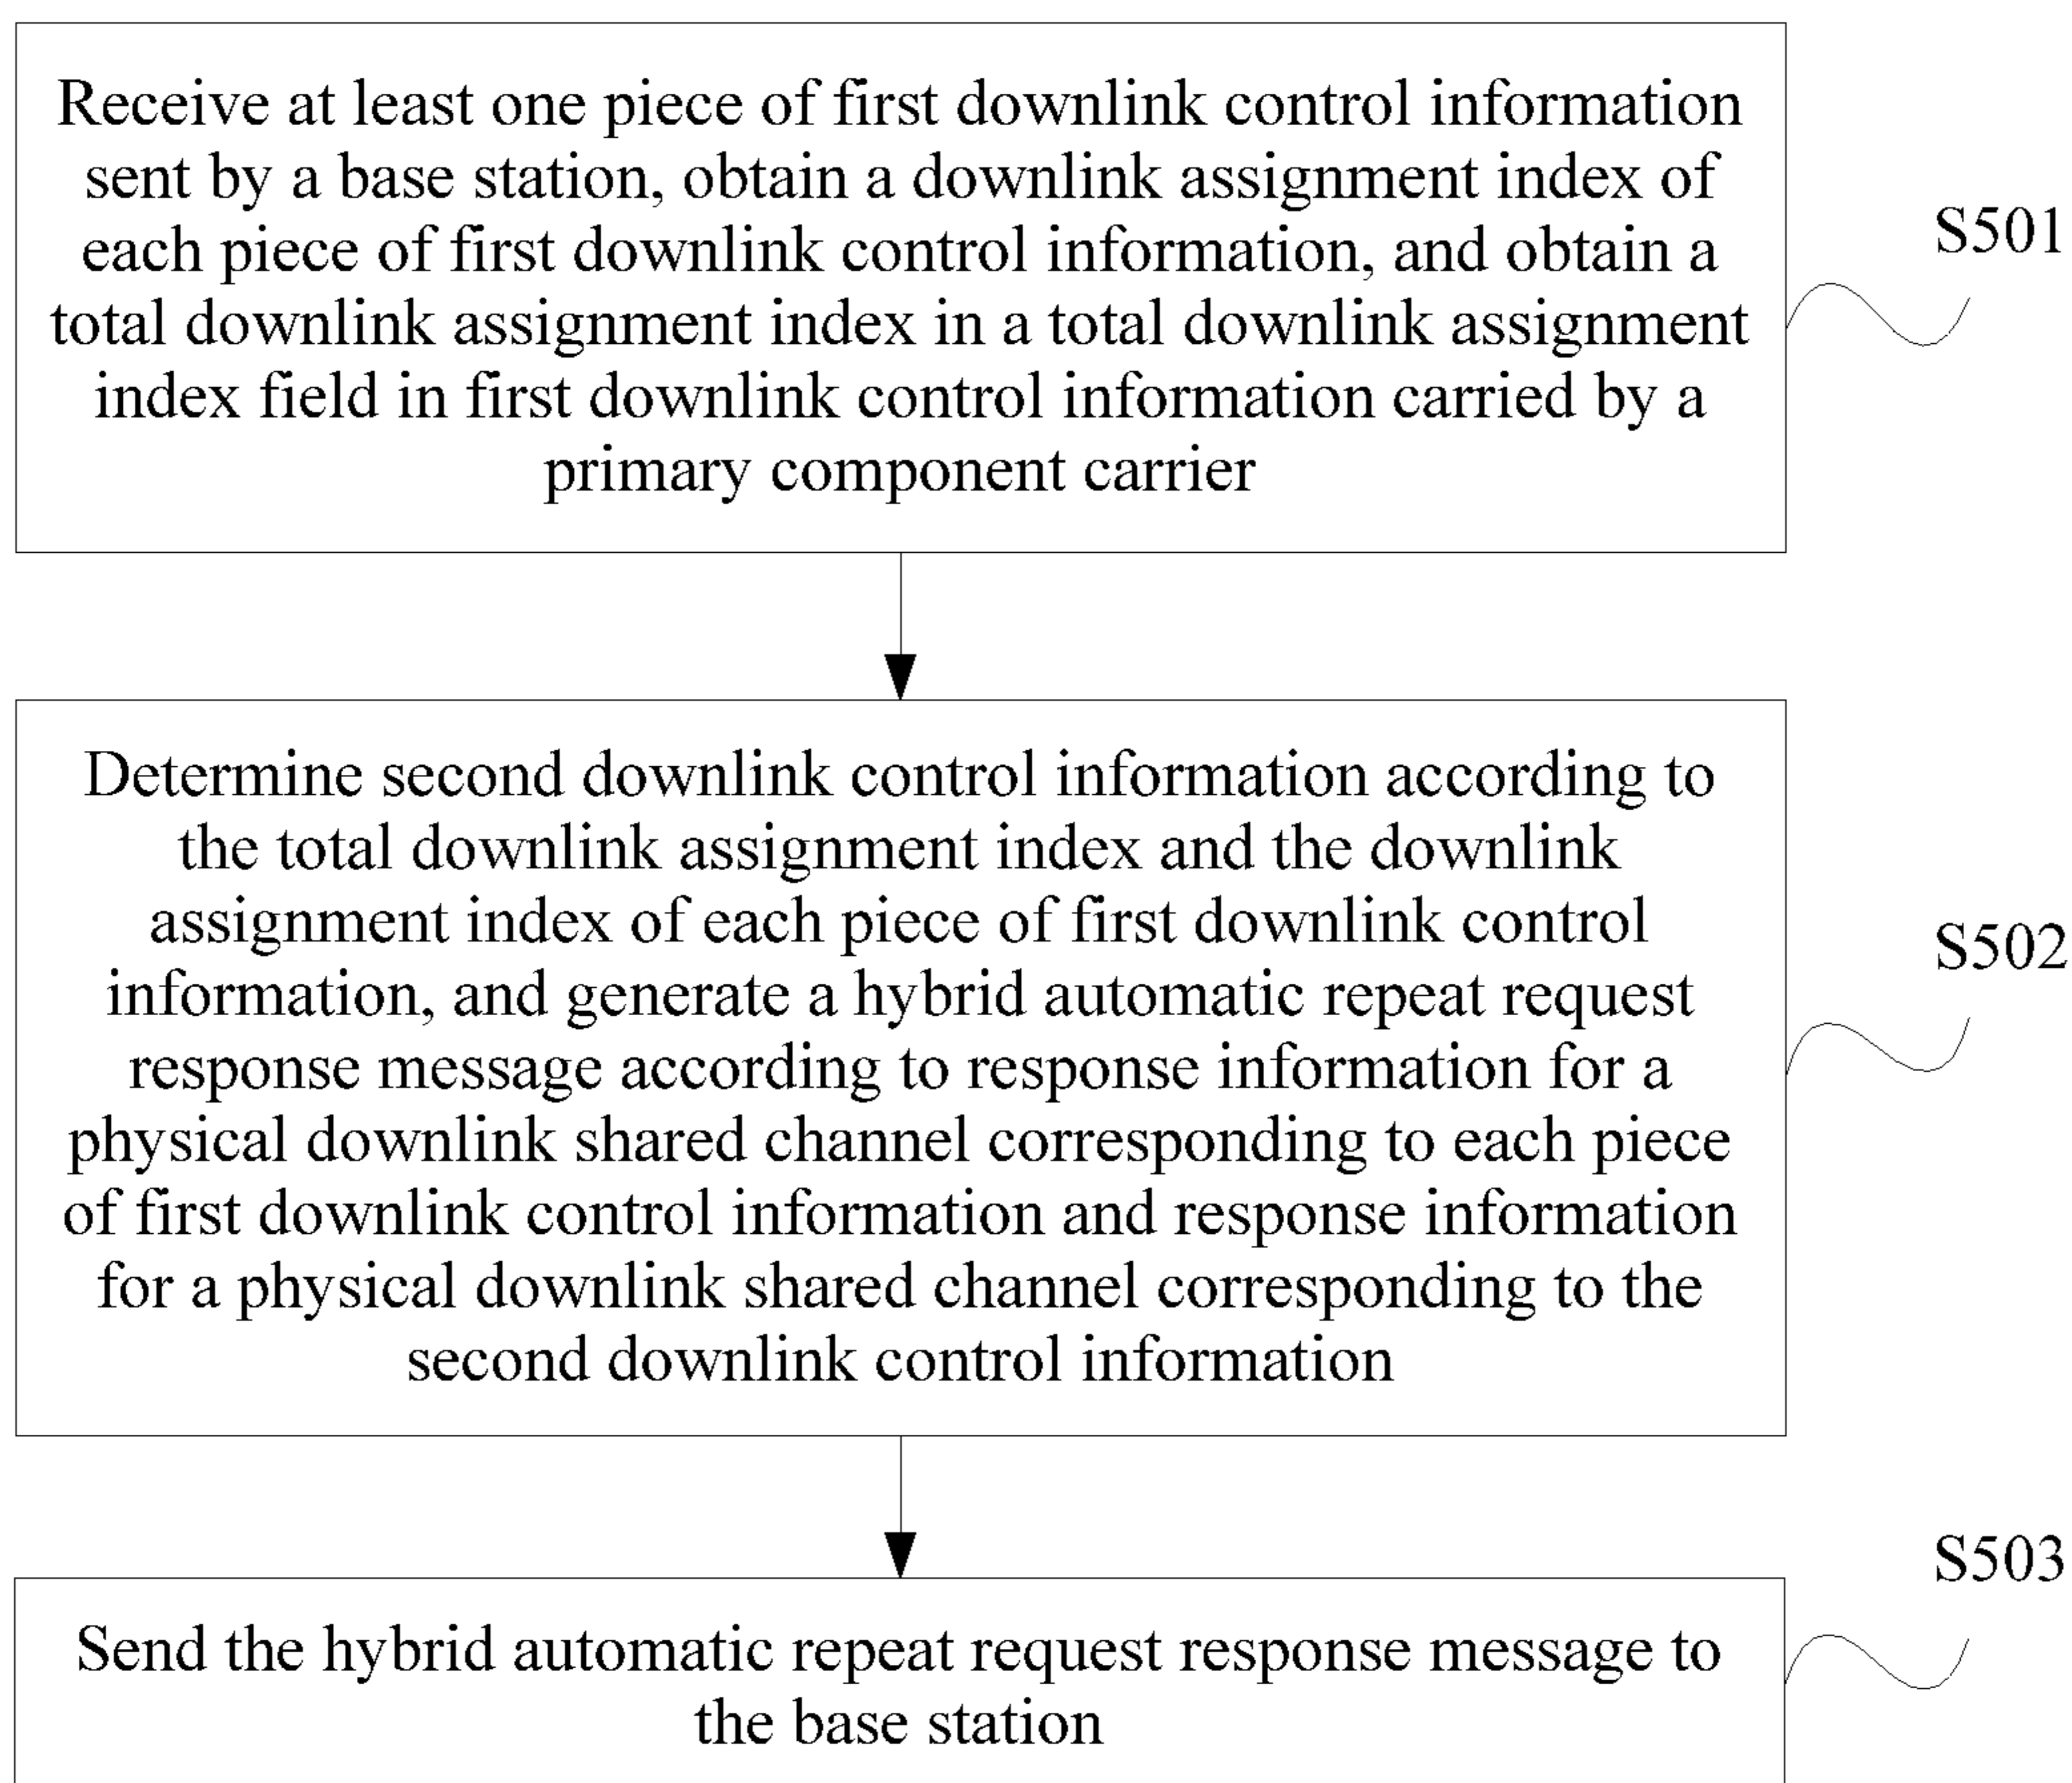 Receive at least one piece of first downlink control information
sent by a base station, obtain a downlink assignment index of
each piece of first downlink control information, and obtain a
total downlink assignment index in a total downlink assignment
index field in first downlink control information carried by a
primary component carrier
S501
Determine second downlink control information according to
the total downlink assignment index and the downlink
assignment index of each piece of first downlink control
information, and generate a hybrid automatic repeat request
response message according to response information for a
physical downlink shared channel corresponding to each piece
of first downlink control information and response information
for a physical downlink shared channel corresponding to the
second downlink control information
S502
Send the hybrid automatic repeat request response message to
the base station
S503